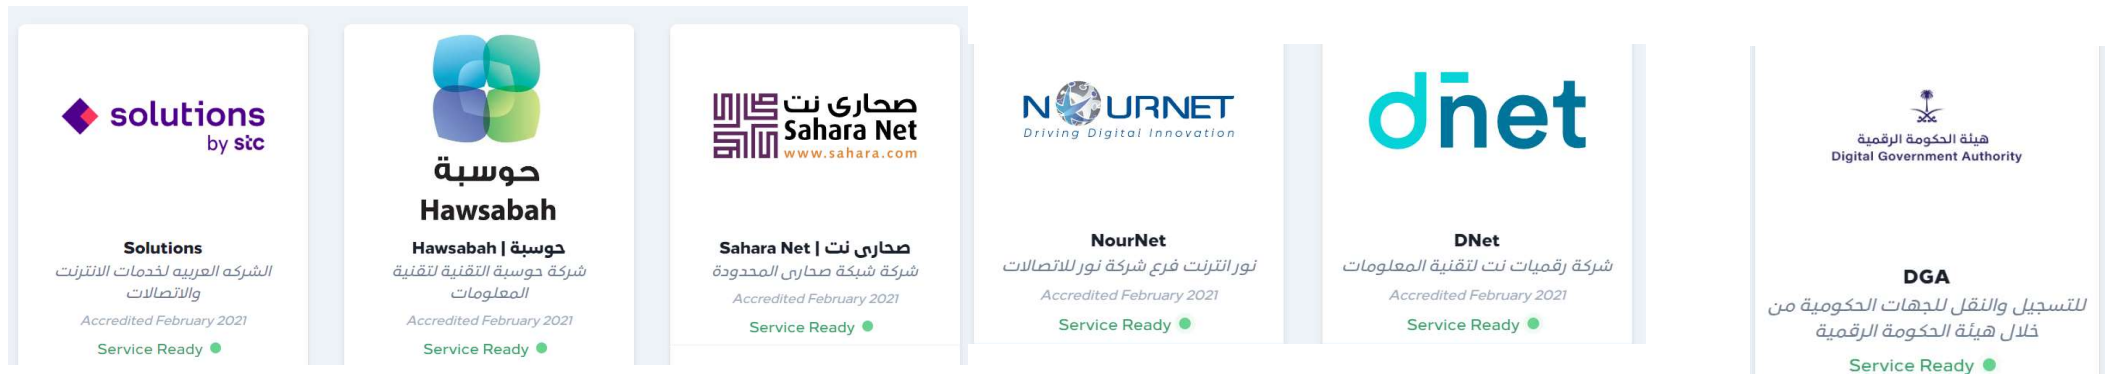 solutions
by stc
Solutions
الشركه العربيه لخدمات الانترنت
والاتصالات
Accredited February 2021
Service Ready
حوسبة
Hawsabah
Hawsabah | حوسبة
شركة حوسبة التقنية لتقنية
المعلومات
Accredited February 2021
Service Ready
صحارى نت
Sahara Net
www.sahara.com
Sahara Net | صحارى نت
شركة شبكة صحارى المحدودة
Accredited February 2021
Service Ready
NOURNET
Driving Digital Innovation
NourNet
نور انترنت فرع شركة نور للاتصالات
Accredited February 2021
Service Ready
dnet
DNet
شركة رقميات نت لتقنية المعلومات
Accredited February 2021
Service Ready
هيئة الحكومة الرقمية
Digital Government Authority
DGA
للتسجيل والنقل للجهات الحكومية من
خلال هيئة الحكومة الرقمية
Service Ready